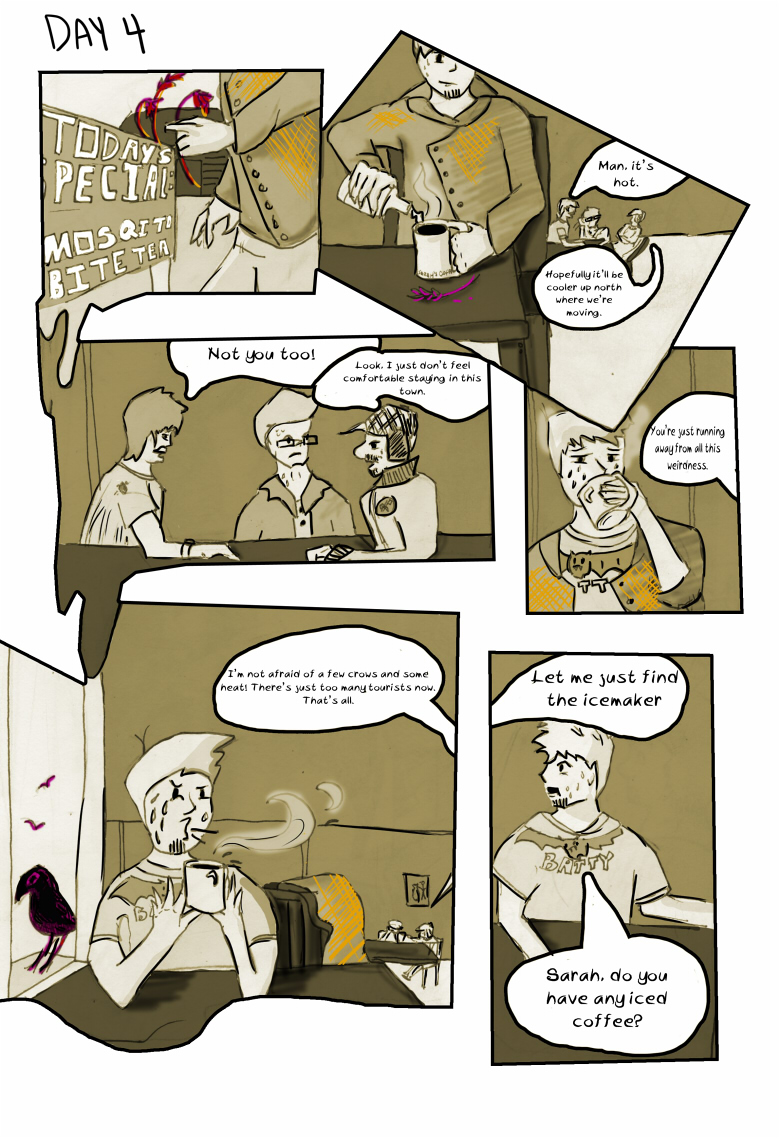 DAY 4
TODAY'S
SPECIAL:
MOSQITO
BITE TEA
Man, it's
hot.
Hopefully it'll be
cooler up north
where we're
moving.
Not you too!
Look, I just don't feel
comfortable staying in this
town.
You're just running
away from all this
weirdness.
I'm not afraid of a few crows and some
heat! There's just too many tourists now.
That's all.
Let me just find
the icemaker
BATTY
Sarah, do you
have any iced
coffee?